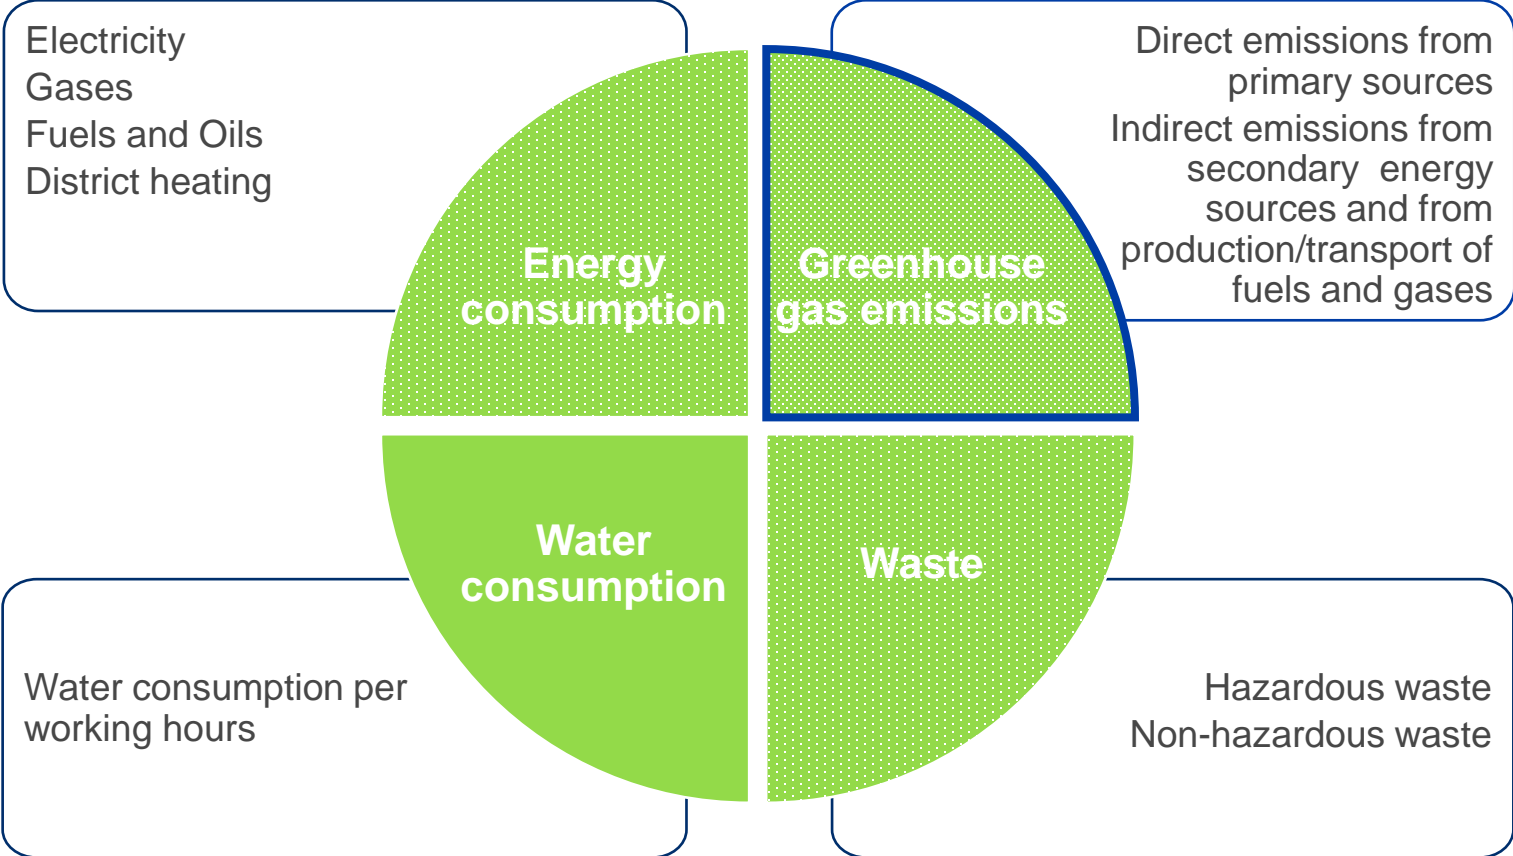 Electricity
Gases
Fuels and Oils
District heating
Direct emissions from
primary sources
Indirect emissions from
secondary  energy
sources and from
production/transport of
fuels and gases
Energy
consumption
Greenhouse
gas emissions
Water
consumption
Waste
Water consumption per
working hours
Hazardous waste
Non-hazardous waste